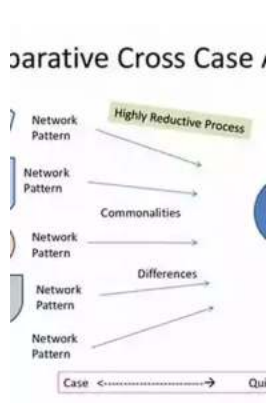 parative Cross Case A
Highly Reductive Process
Network
Pattern
Network
Pattern
Commonalities
Network
Pattern
Differences
Network
Pattern
Network
Pattern
Case <-----------------------→ Qui